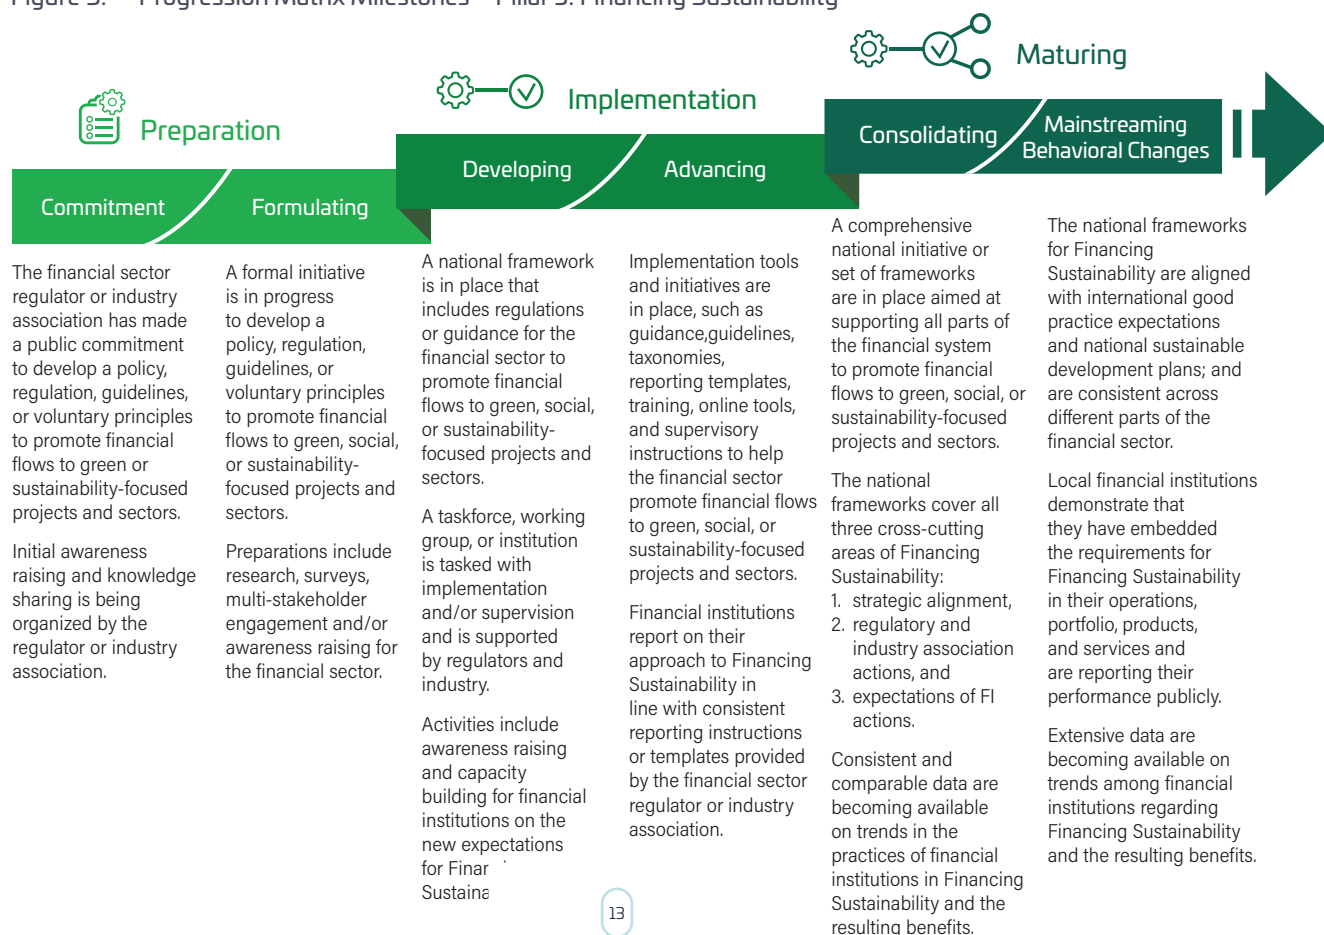 Figure 3. Progression Matrix Milestones – Pillar 3: Financing Sustainability
Preparation
Commitment
Formulating
The financial sector
regulator or industry
association has made
a public commitment
to develop a policy,
regulation, guidelines,
or voluntary principles
to promote financial
flows to green or
sustainability-focused
projects and sectors.
Initial awareness
raising and knowledge
sharing is being
organized by the
regulator or industry
association.
A formal initiative
is in progress
to develop a
policy, regulation,
guidelines, or
voluntary principles
to promote financial
flows to green, social,
or sustainability-
focused projects and
sectors.
Preparations include
research, surveys,
multi-stakeholder
engagement and/or
awareness raising for
the financial sector.
Implementation
Developing
Advancing
A national framework
is in place that
includes regulations
or guidance for the
financial sector to
promote financial
flows to green, social,
or sustainability-
focused projects and
sectors.
A taskforce, working
group, or institution
is tasked with
implementation
and/or supervision
and is supported
by regulators and
industry.
Activities include
awareness raising
and capacity
building for financial
institutions on the
new expectations
for
Implementation tools
and initiatives are
in place, such as
guidance,guidelines,
taxonomies,
reporting templates,
training, online tools,
and supervisory
instructions to help
the financial sector
promote financial flows
to green, social, or
sustainability-focused
projects and sectors.
Financial institutions
report on their
approach to Financing
Sustainability in
line with consistent
reporting instructions
or templates provided
by the financial sector
regulator or industry
association.
Maturing
Consolidating
Mainstreaming
Behavioral Changes
A comprehensive
national initiative or
set of frameworks
are in place aimed at
supporting all parts of
the financial system
to promote financial
flows to green, social, or
sustainability-focused
projects and sectors.
The national
frameworks cover all
three cross-cutting
areas of Financing
Sustainability:
1. strategic alignment,
2. regulatory and
industry association
actions, and
3. expectations of FI
actions.
Consistent and
comparable data are
becoming available
on trends in the
practices of financial
institutions in Financing
Sustainability and the
resulting benefits.
The national frameworks
for Financing
Sustainability are aligned
with international good
practice expectations
and national sustainable
development plans; and
are consistent across
different parts of the
financial sector.
Local financial institutions
demonstrate that
they have embedded
the requirements for
Financing Sustainability
in their operations,
portfolio, products,
and services and
are reporting their
performance publicly.
Extensive data are
becoming available on
trends among financial
institutions regarding
Financing Sustainability
and the resulting benefits.
13